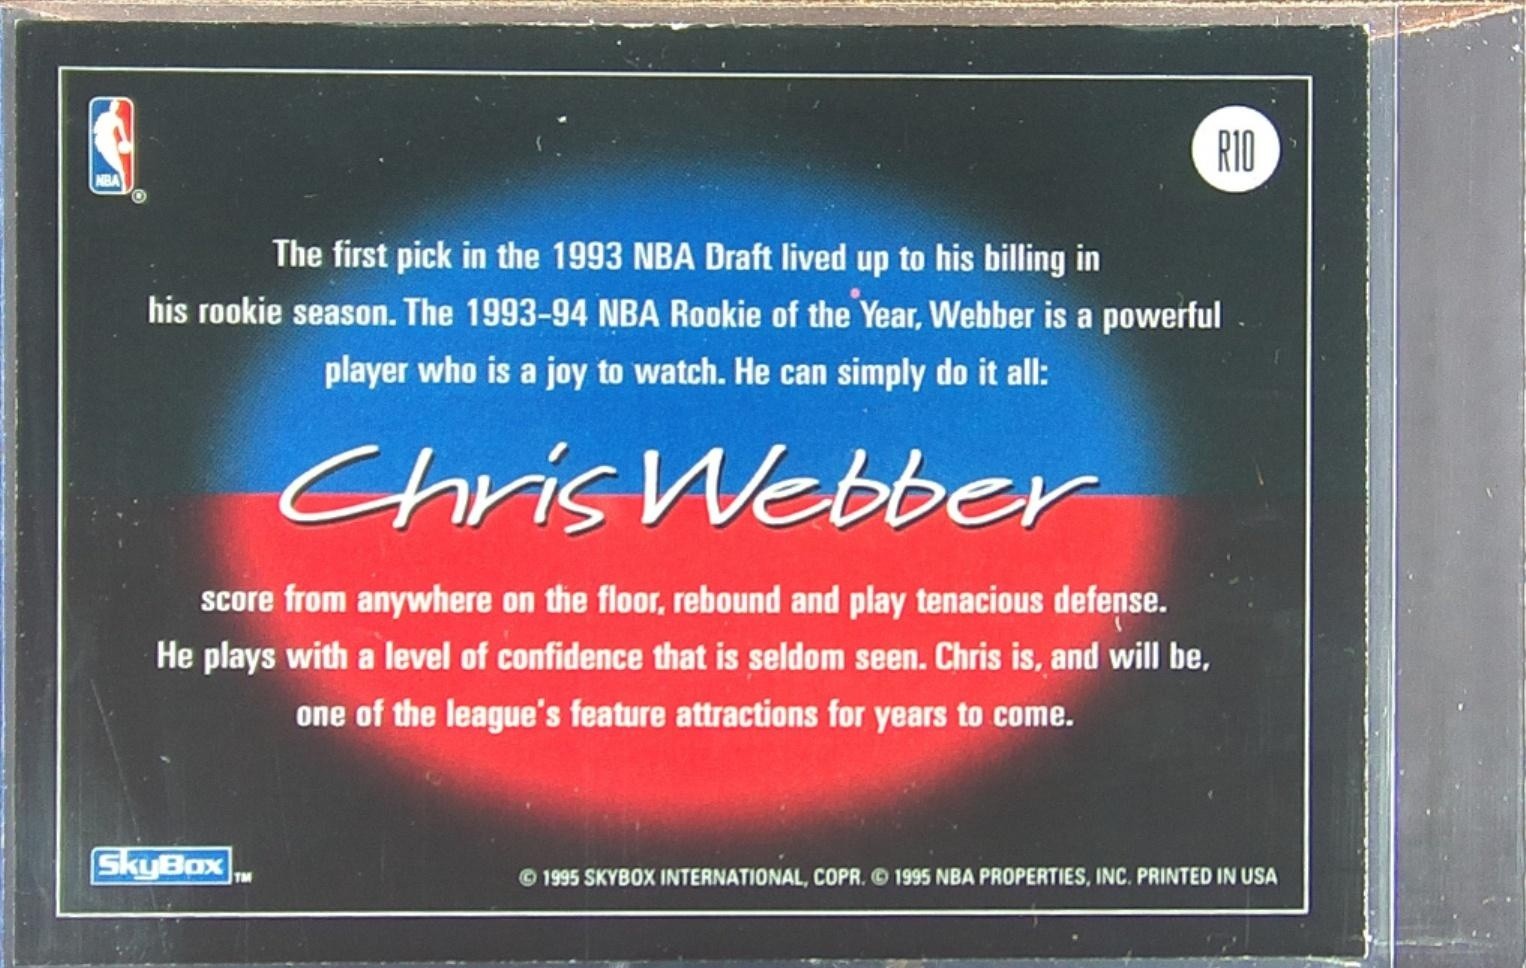 NBA
®
R10
The first pick in the 1993 NBA Draft lived up to his billing in
his rookie season. The 1993-94 NBA Rookie of the Year, Webber is a powerful
player who is a joy to watch. He can simply do it all:
Chris Webber
score from anywhere on the floor, rebound and play tenacious defense.
He plays with a level of confidence that is seldom seen. Chris is, and will be,
one of the league's feature attractions for years to come.
SkyBox TM
© 1995 SKYBOX INTERNATIONAL, COPR. © 1995 NBA PROPERTIES, INC. PRINTED IN USA